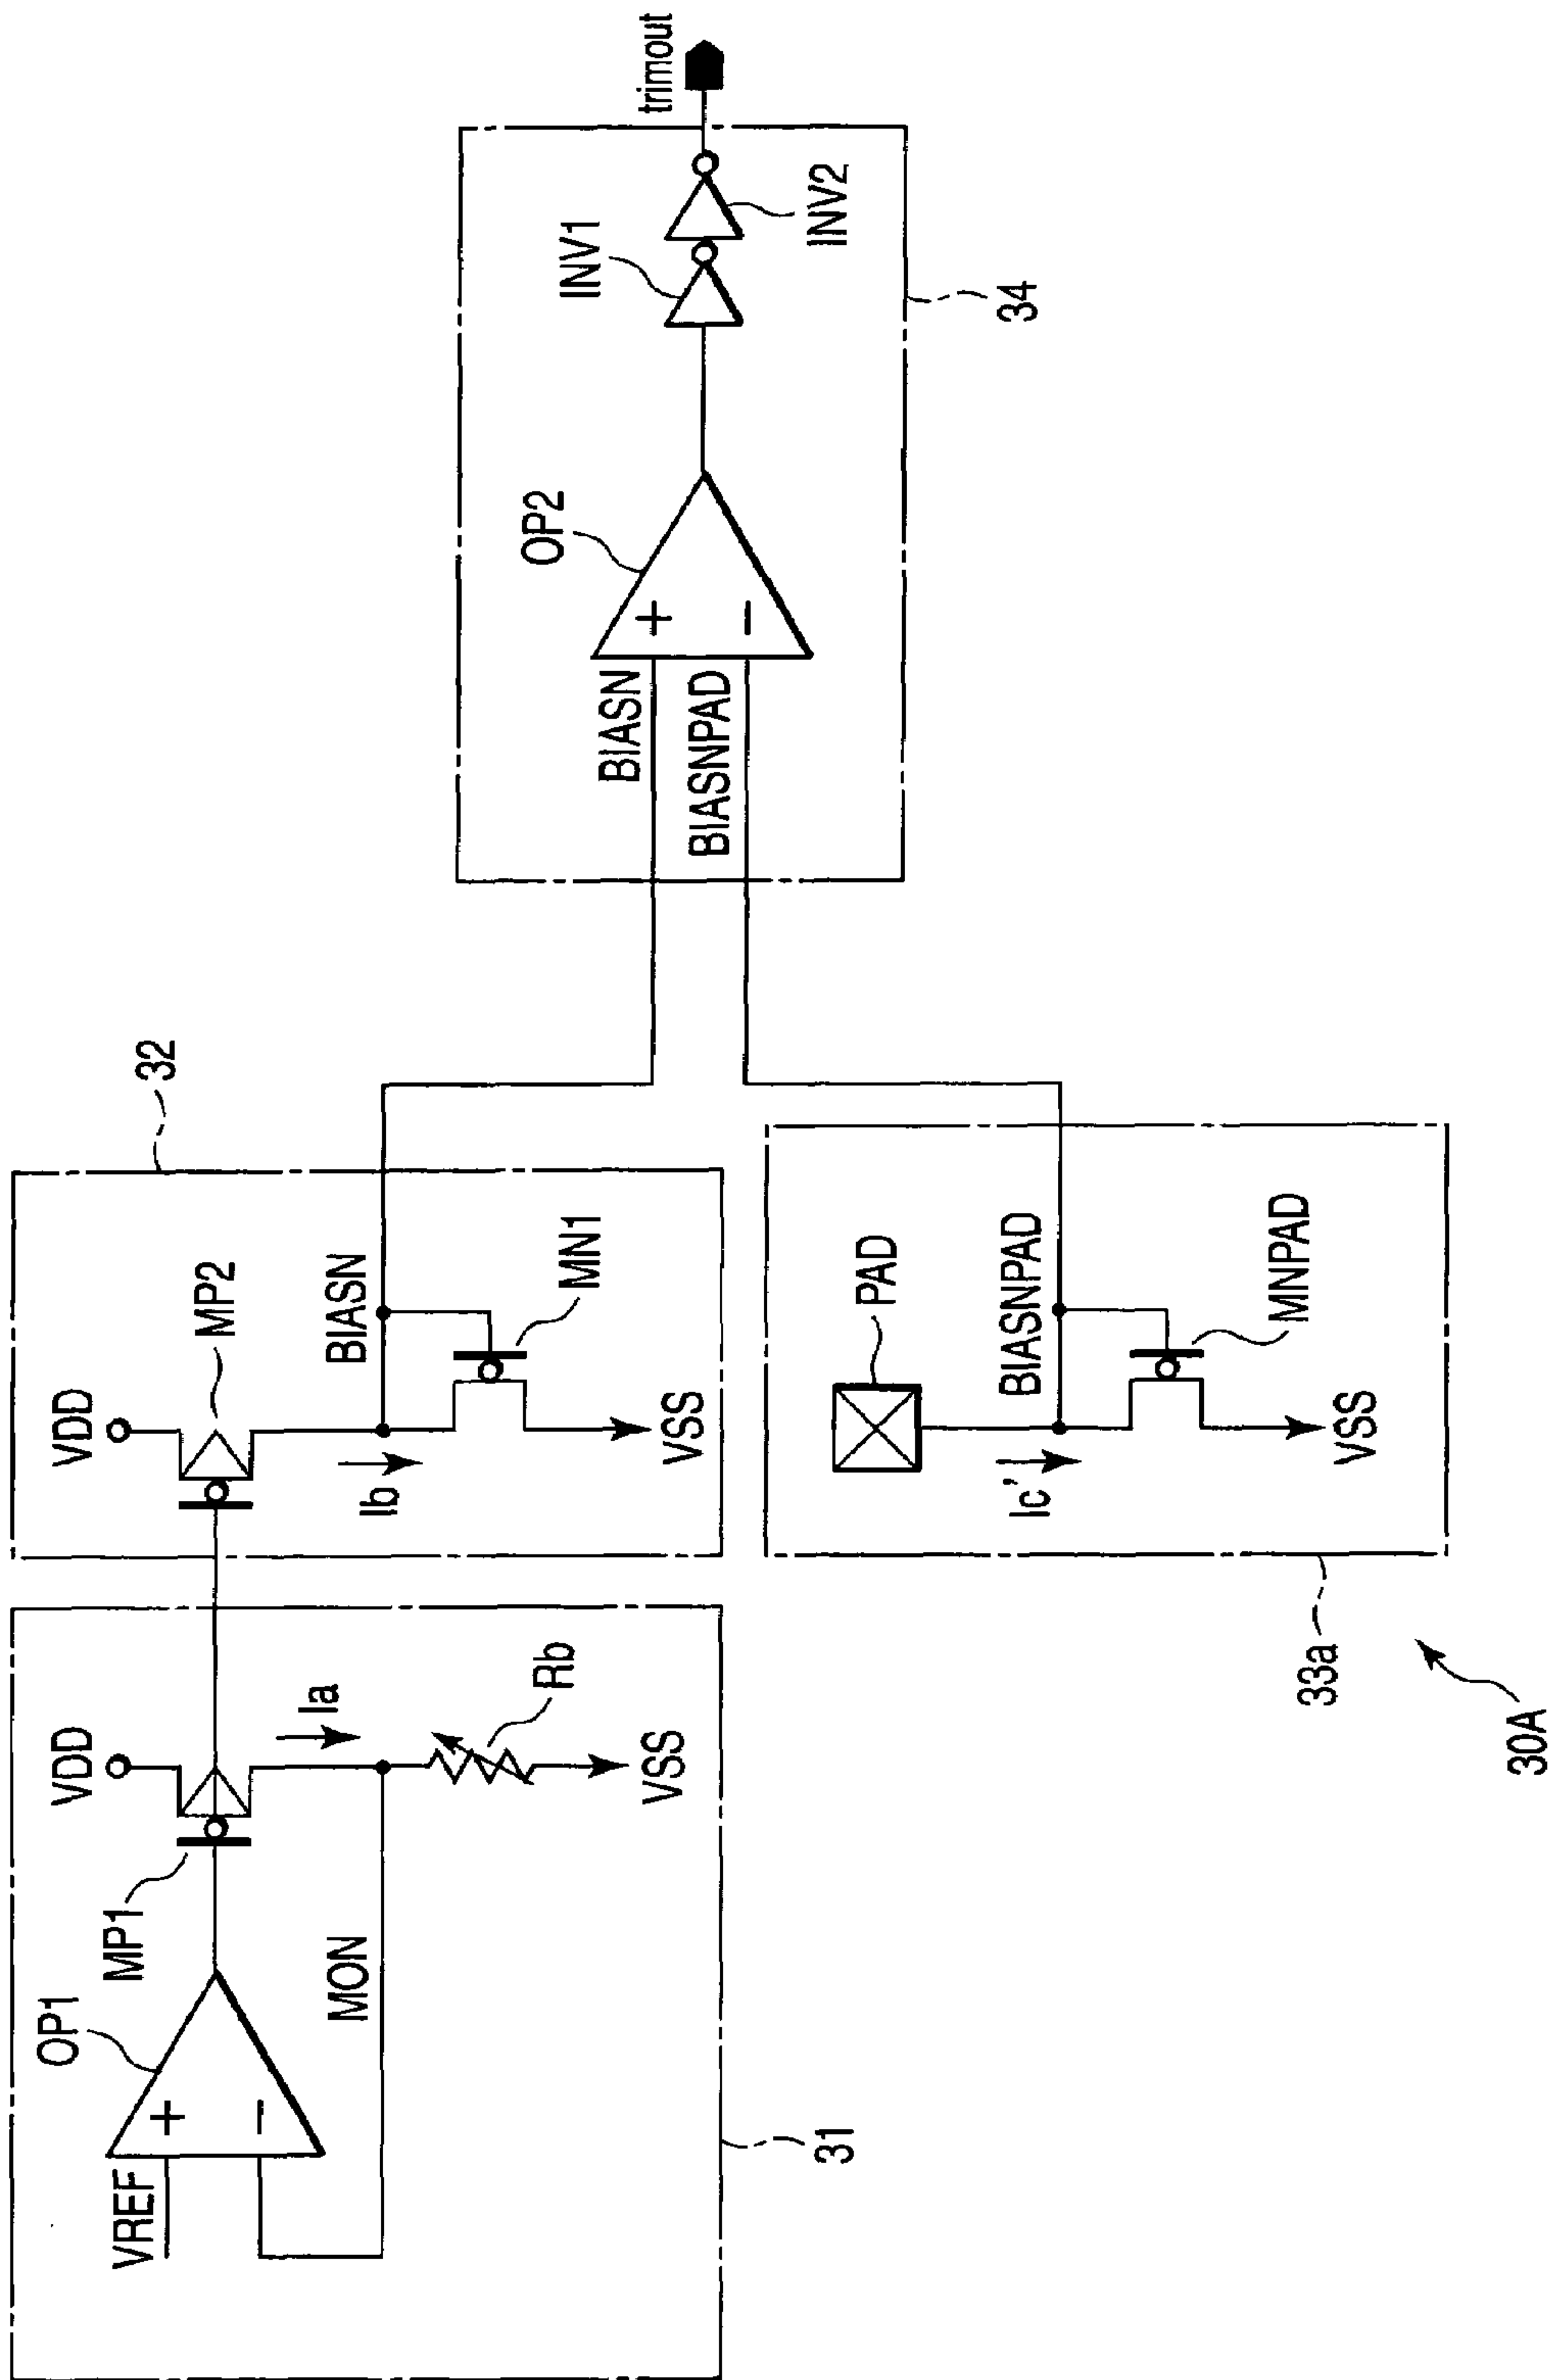 VREF
OP1
MP1
MON
VDD
Ia
Rb
VSS
31
VDD
MP2
BIASN
Ib
MN1
VSS
32
PAD
BIASNPAD
Ic'
MNPAD
VSS
33a
BIASN
BIASNPAD
+
−
+
−
OP2
INV1
INV2
trimout
34
30A